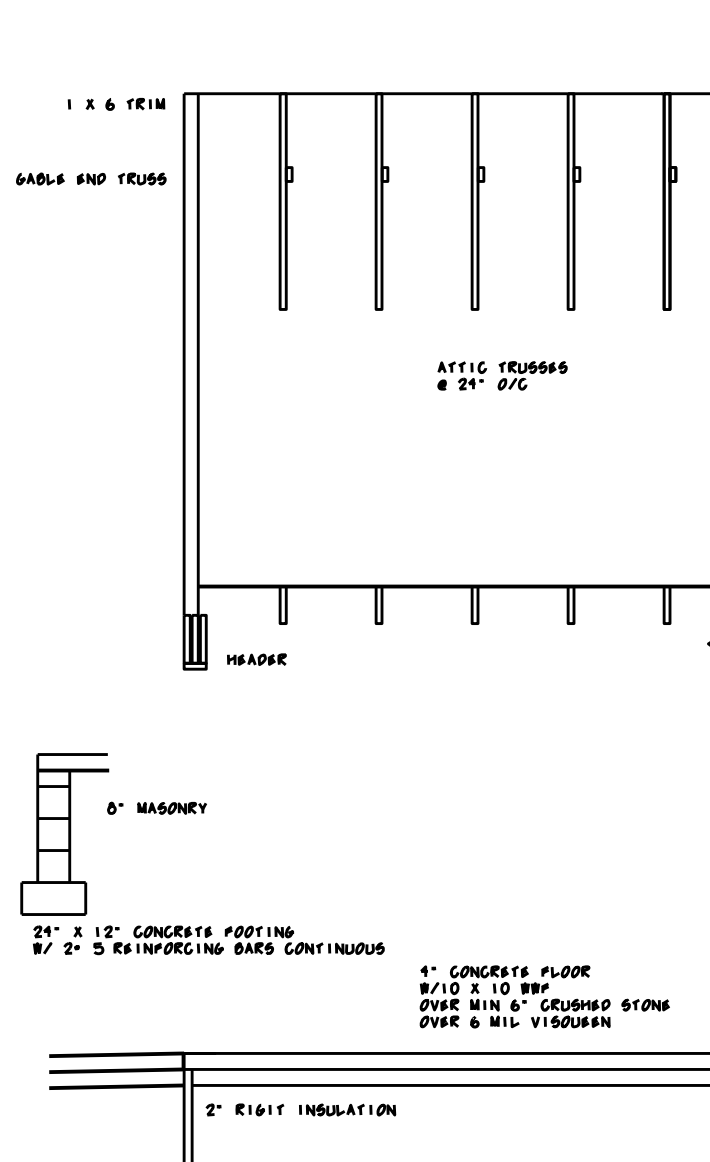 1 X 6 TRIM
GABLE END TRUSS
ATTIC TRUSSES
@ 24" O/C
HEADER
8" MASONRY
24" X 12" CONCRETE FOOTING
W/ 2- 5 REINFORCING BARS CONTINUOUS
4" CONCRETE FLOOR
W/10 X 10 WWF
OVER MIN 6" CRUSHED STONE
OVER 6 MIL VISQUEEN
2" RIGIT INSULATION